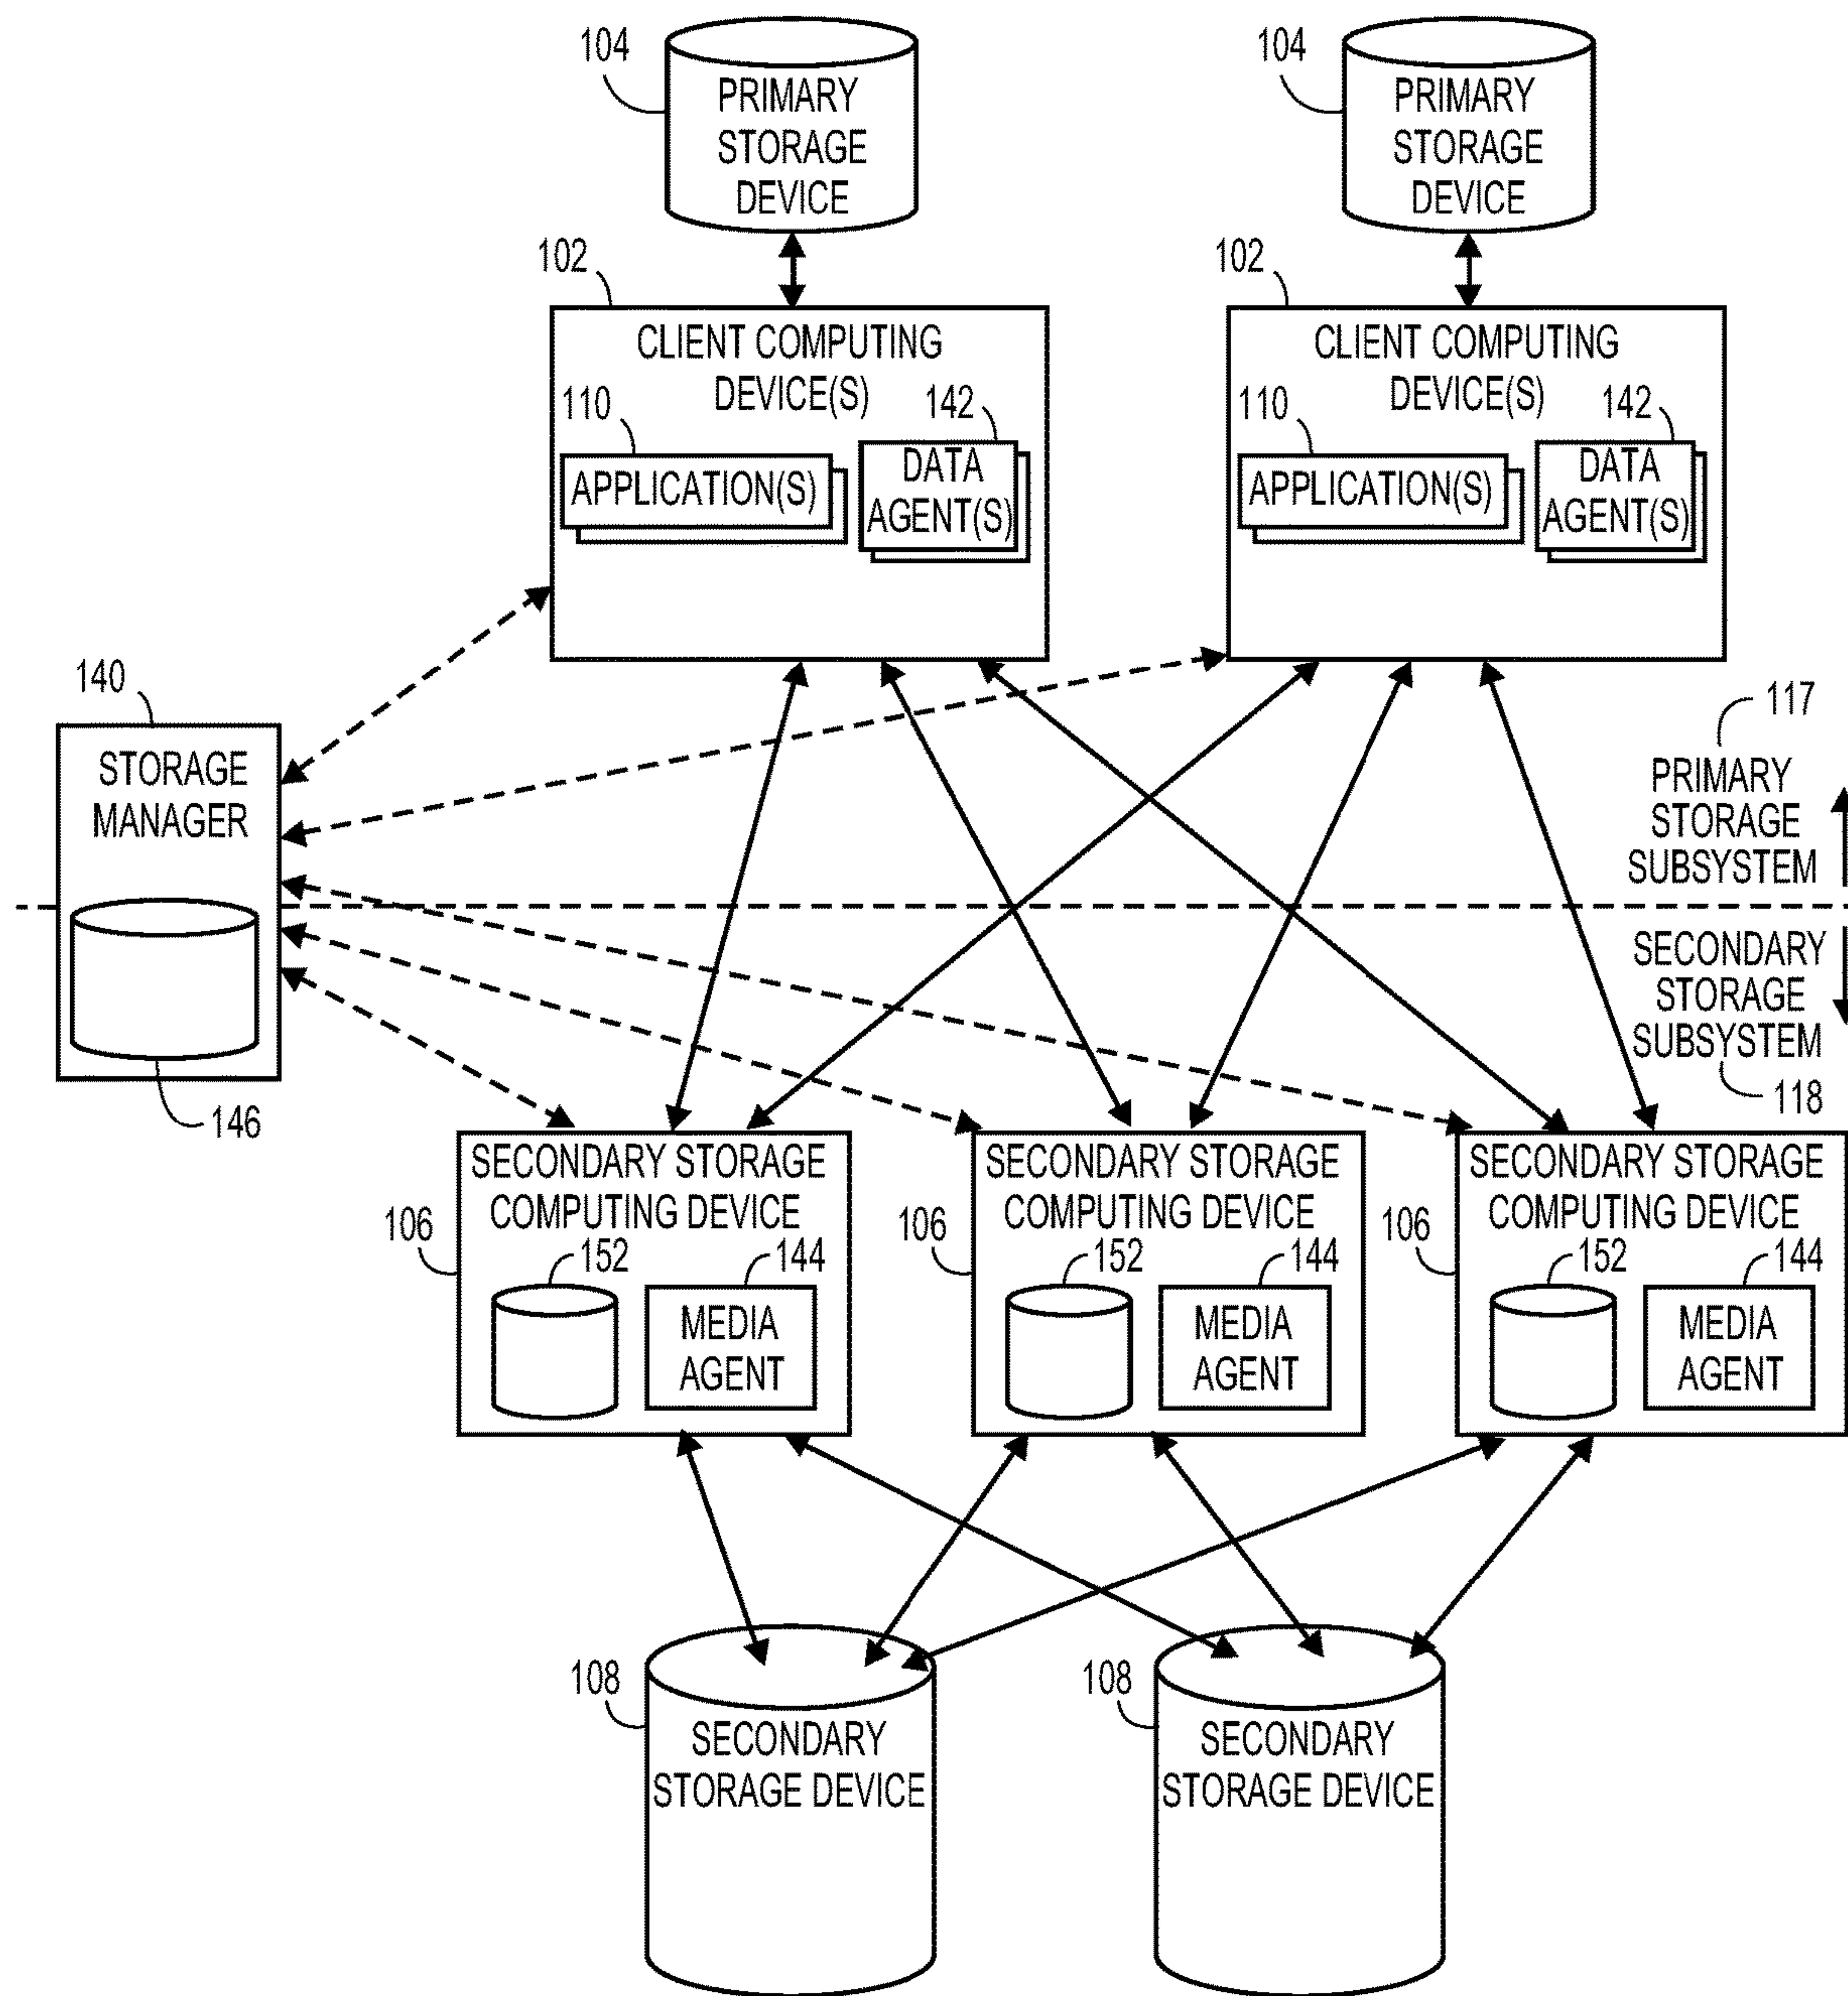 104
PRIMARY
STORAGE
DEVICE
104
PRIMARY
STORAGE
DEVICE
102
CLIENT COMPUTING
DEVICE(S)
110
142
APPLICATION(S)
DATA
AGENT(S)
102
CLIENT COMPUTING
DEVICE(S)
110
142
APPLICATION(S)
DATA
AGENT(S)
140
STORAGE
MANAGER
146
117
PRIMARY
STORAGE
SUBSYSTEM
SECONDARY
STORAGE
SUBSYSTEM
118
SECONDARY STORAGE
COMPUTING DEVICE
106
152
144
MEDIA
AGENT
SECONDARY STORAGE
COMPUTING DEVICE
106
152
144
MEDIA
AGENT
SECONDARY STORAGE
COMPUTING DEVICE
106
152
144
MEDIA
AGENT
108
SECONDARY
STORAGE DEVICE
108
SECONDARY
STORAGE DEVICE